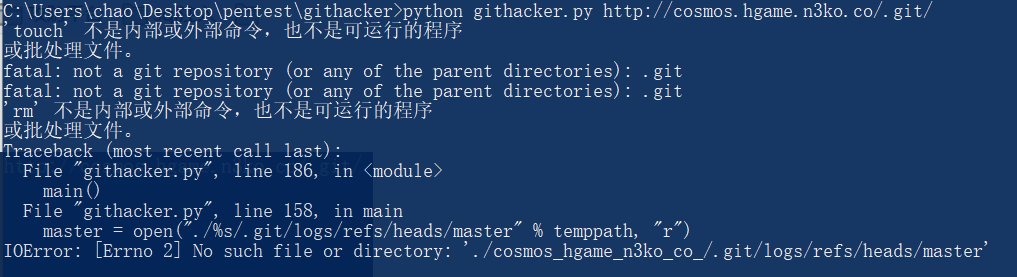 C:\Users\chao\Desktop\pentest\githacker>python githacker.py http://cosmos.hgame.n3ko.co/.git/
'touch' 不是内部或外部命令，也不是可运行的程序
或批处理文件。
fatal: not a git repository (or any of the parent directories): .git
fatal: not a git repository (or any of the parent directories): .git
'rm' 不是内部或外部命令，也不是可运行的程序
或批处理文件。
Traceback (most recent call last):
  File "githacker.py", line 186, in <module>
    main()
  File "githacker.py", line 158, in main
    master = open("./%s/.git/logs/refs/heads/master" % temppath, "r")
IOError: [Errno 2] No such file or directory: './cosmos_hgame_n3ko_co_/.git/logs/refs/heads/master'